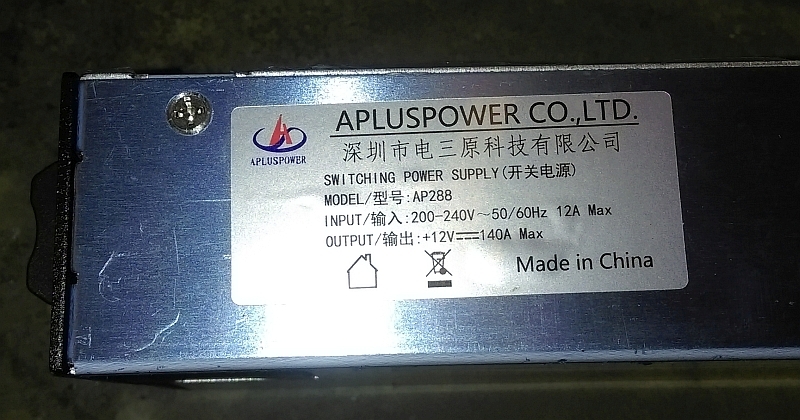 APLUSPOWER CO.,LTD.
APLUSPOWER
深圳市电三原科技有限公司
SWITCHING POWER SUPPLY(开关电源)
MODEL/型号:AP288
INPUT/输入:200-240V～50/60Hz 12A Max
OUTPUT/输出:+12V⎓140A Max
Made in China